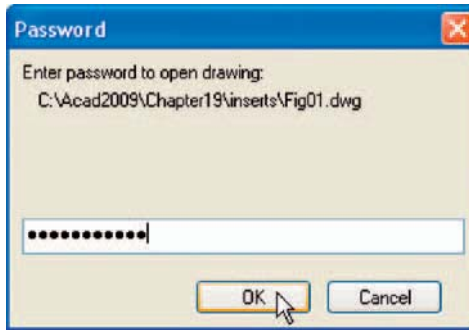 Password
Enter password to open drawing:
C:\Acad2009\Chapter19\inserts\Fig01.dwg
●●●●●●●●●●●
OK Cancel